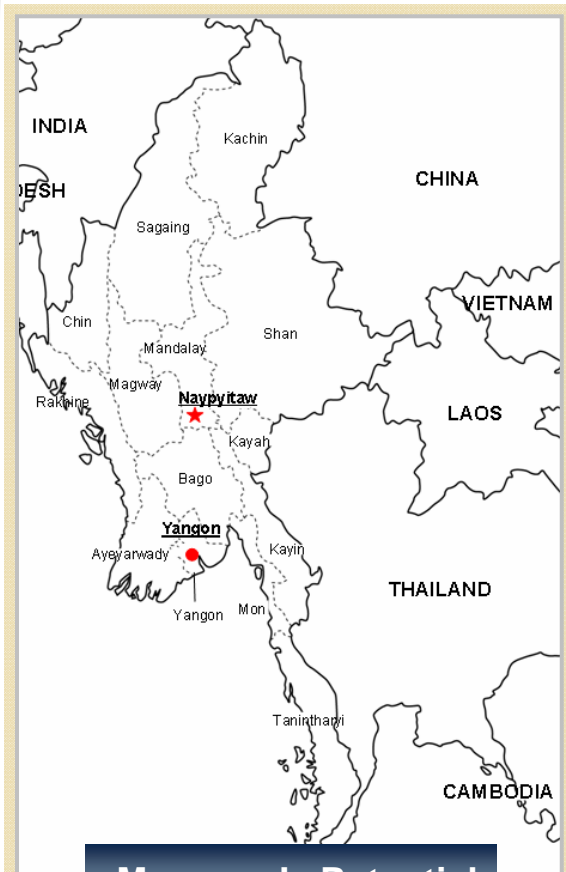 INDIA
Kachin
CHINA
DESH
Sagaing
VIETNAM
Chin
Shan
Mandalay
Magway
Naypyitaw
Rakhine
LAOS
Kayah
Bago
Yangon
Ayeyarwady
Kayin
THAILAND
Yangon
Mon
Tanintharyi
CAMBODIA